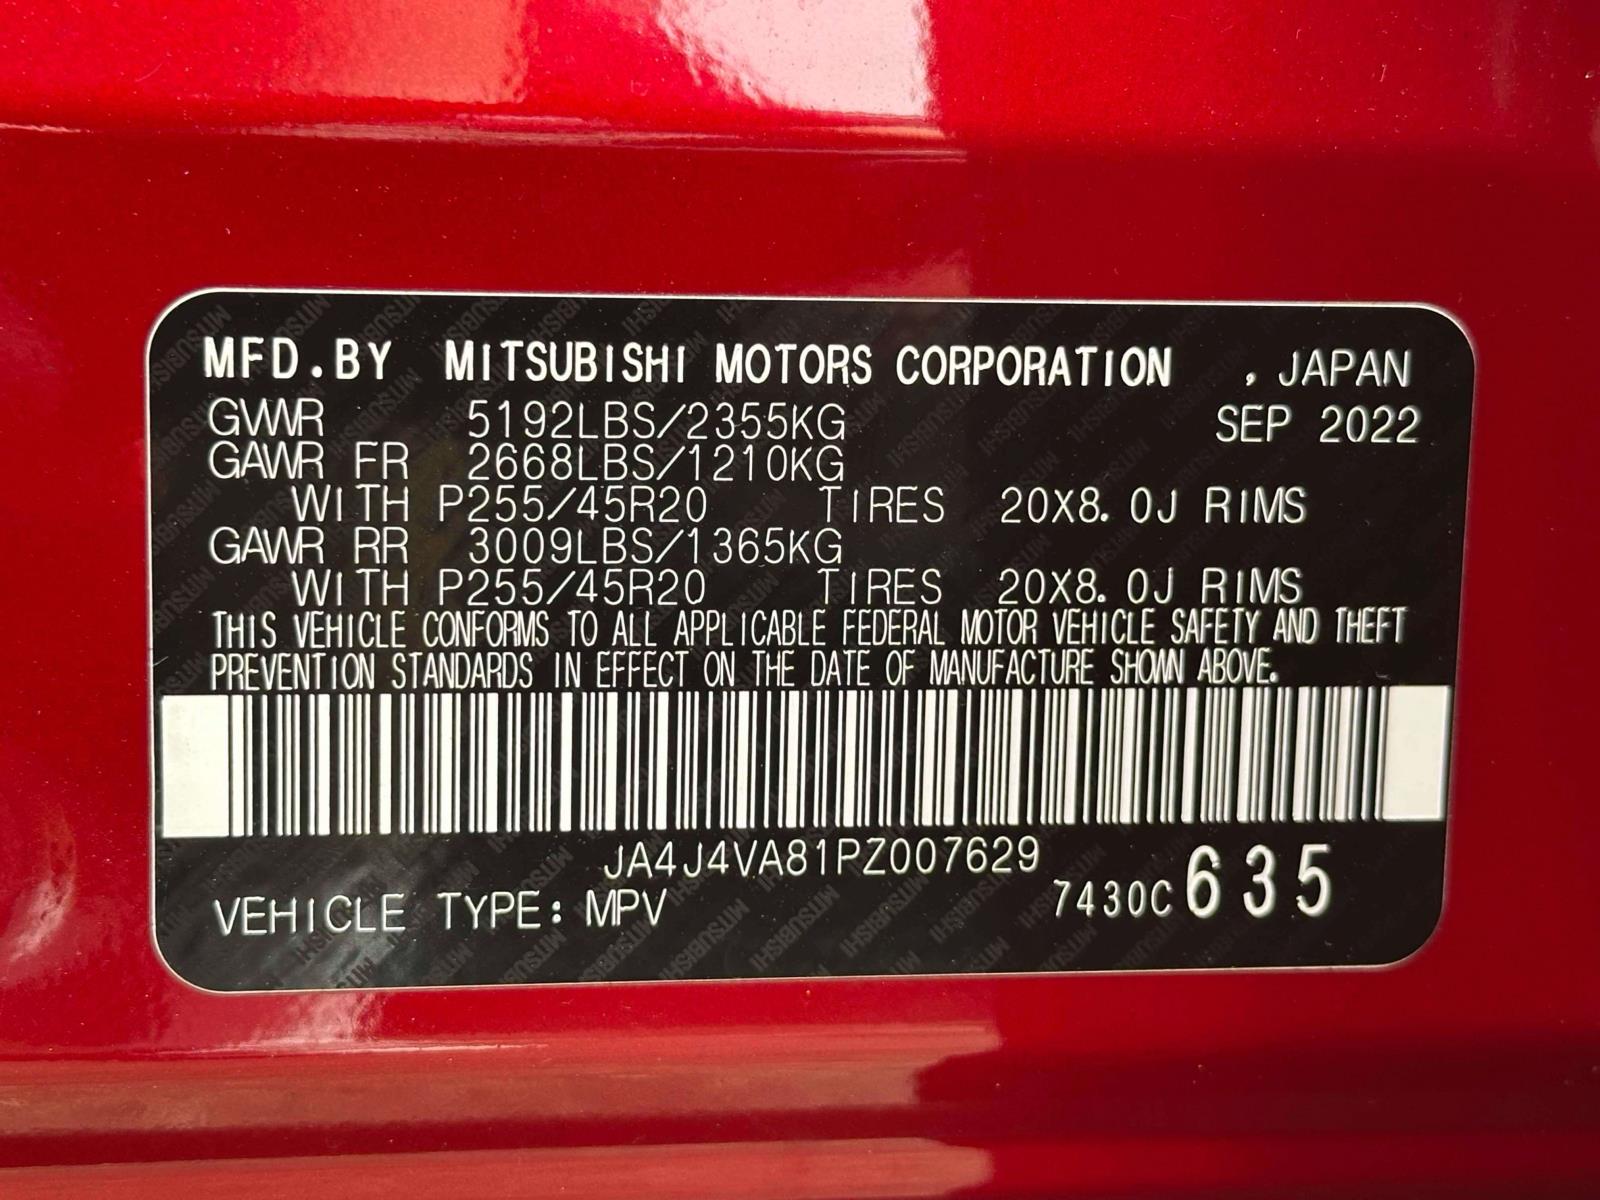 MFD.BY MITSUBISHI MOTORS CORPORATION , JAPAN
GVWR 5192LBS/2355KG SEP 2022
GAWR FR 2668LBS/1210KG
WITH P255/45R20 TIRES 20X8.0J RIMS
GAWR RR 3009LBS/1365KG
WITH P255/45R20 TIRES 20X8.0J RIMS
THIS VEHICLE CONFORMS TO ALL APPLICABLE FEDERAL MOTOR VEHICLE SAFETY AND THEFT
PREVENTION STANDARDS IN EFFECT ON THE DATE OF MANUFACTURE SHOWN ABOVE.
JA4J4VA81PZ007629
VEHICLE TYPE: MPV 7430C 635